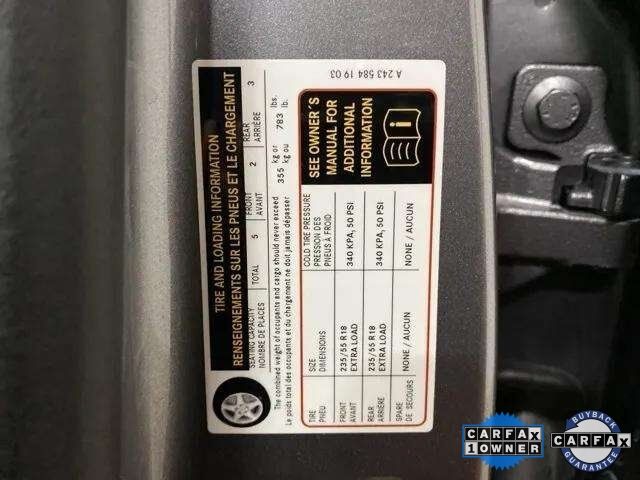 TIRE AND LOADING INFORMATION
RENSEIGNEMENTS SUR LES PNEUS ET LE CHARGEMENT
SEATING CAPACITY
NOMBRE DE PLACES
TOTAL 5
FRONT
AVANT
2
REAR
ARRIÈRE
3
The combined weight of occupants and cargo should never exceed 355 kg or 783 lbs.
Le poids total des occupants et du chargement ne doit jamais dépasser 355 kg ou 783 lb.
TIRE
PNEU
SIZE
DIMENSIONS
COLD TIRE PRESSURE
PRESSION DES
PNEUS À FROID
FRONT
AVANT
235/55 R18
EXTRA LOAD
340 KPA, 50 PSI
REAR
ARRIÈRE
235/55 R18
EXTRA LOAD
340 KPA, 50 PSI
SPARE
DE SECOURS
NONE / AUCUN
NONE / AUCUN
SEE OWNER'S
MANUAL FOR
ADDITIONAL
INFORMATION
A 243 584 19 03
CARFAX
1 OWNER
BUYBACK
CARFAX
GUARANTEE